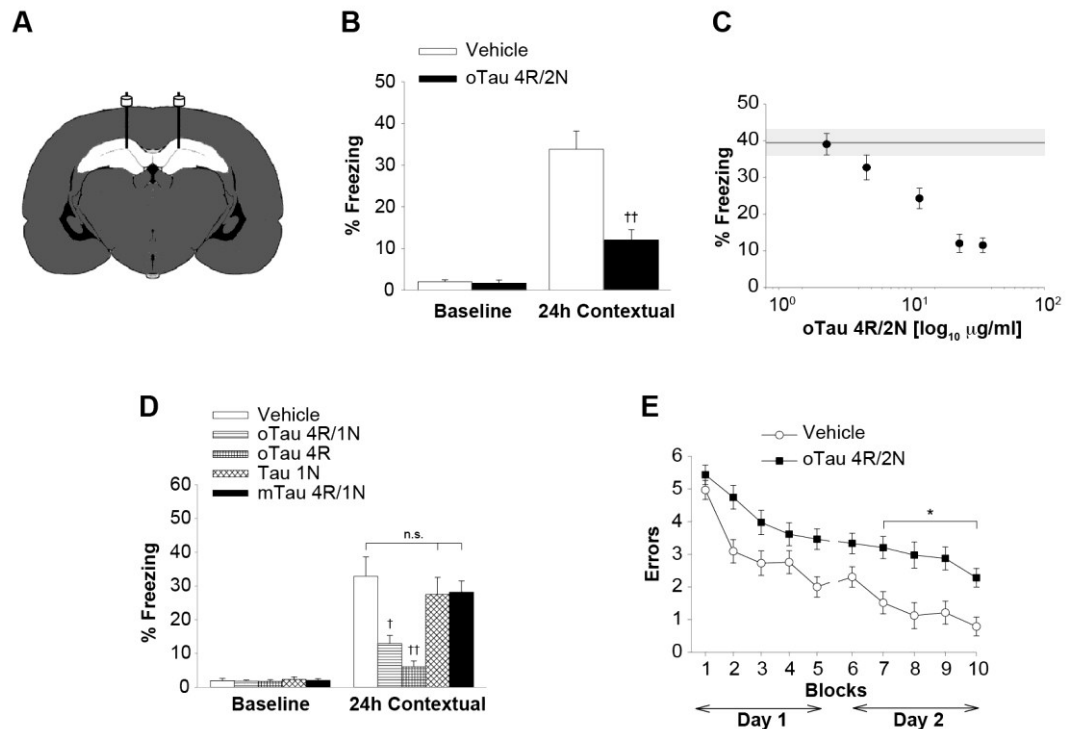 A
B
Vehicle
oTau 4R/2N
50
40
30
20
10
0
% Freezing
††
Baseline
24h Contextual
C
50
40
30
20
10
0
% Freezing
10⁰
10¹
10²
oTau 4R/2N [log₁₀ μg/ml]
D
Vehicle
oTau 4R/1N
oTau 4R
Tau 1N
mTau 4R/1N
60
50
40
30
20
10
0
% Freezing
n.s.
†
††
Baseline
24h Contextual
E
Vehicle
oTau 4R/2N
6
5
4
3
2
1
0
Errors
*
1 2 3 4 5 6 7 8 9 10
Blocks
Day 1
Day 2